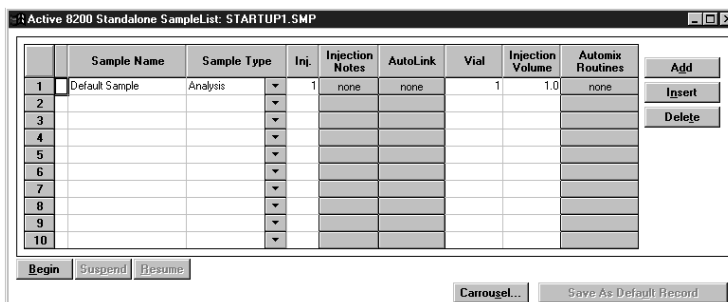 Active 8200 Standalone SampleList: STARTUP1.SMP
Sample Name Sample Type Inj. Injection Notes AutoLink Vial Injection Volume Automix Routines
1 Default Sample Analysis 1 none none 1 1.0 none
2
3
4
5
6
7
8
9
10
Add
Insert
Delete
Begin Suspend Resume
Carrousel... Save As Default Record